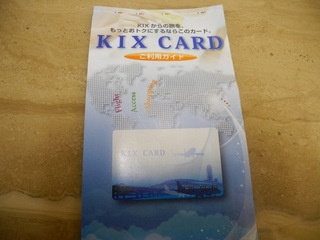 KIXからの旅を、
もっとおトクにするならこのカード。
KIX CARD
ご利用ガイド
Flight
Access
Shopping
KIX CARD